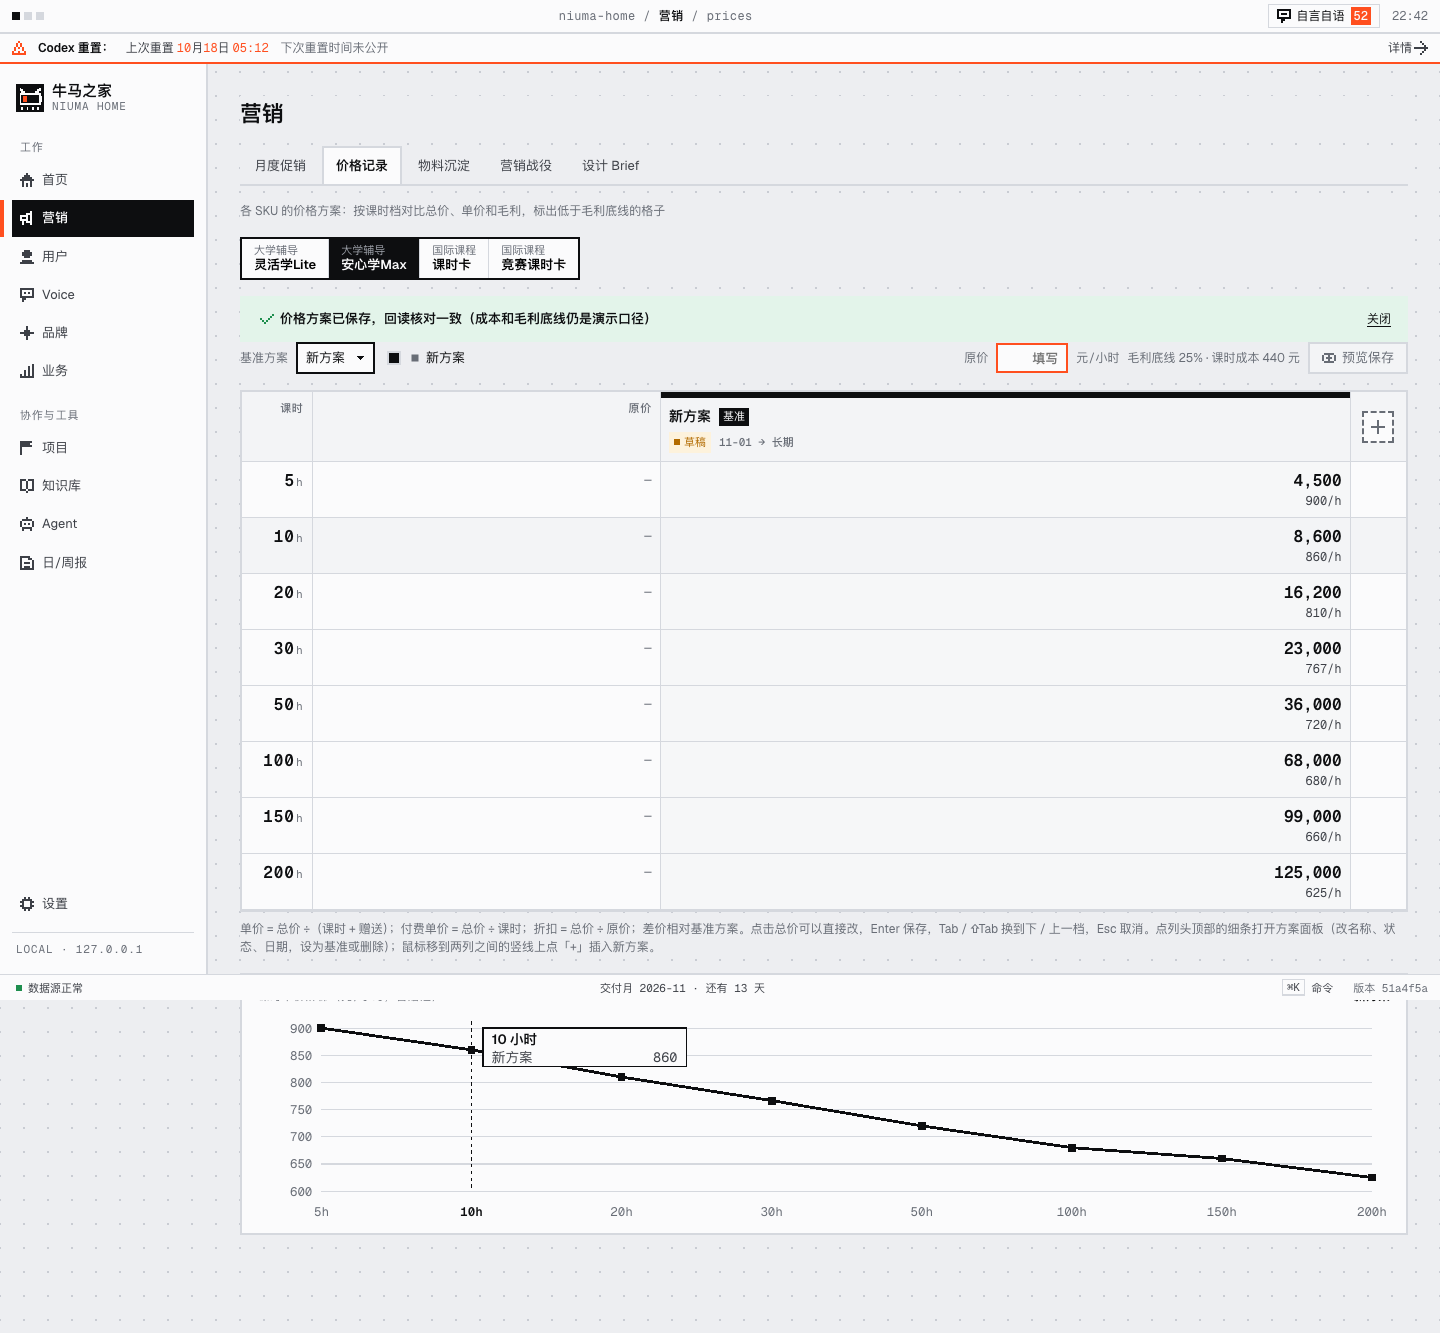 niuma-home / 营销 / prices
自言自语 52
22:42
Codex 重置： 上次重置 10月18日 05:12 下次重置时间未公开
详情
牛马之家
NIUMA HOME
工作
首页
营销
用户
Voice
品牌
业务
协作与工具
项目
知识库
Agent
日/周报
设置
LOCAL · 127.0.0.1
营销
月度促销 价格记录 物料沉淀 营销战役 设计 Brief
各 SKU 的价格方案：按课时档对比总价、单价和毛利，标出低于毛利底线的格子
大学辅导 大学辅导 国际课程 国际课程
灵活学Lite 安心学Max 课时卡 竞赛课时卡
价格方案已保存，回读核对一致（成本和毛利底线仍是演示口径）
关闭
基准方案 新方案 新方案
原价 填写 元/小时 毛利底线 25% · 课时成本 440 元 预览保存
课时 原价 新方案 基准
草稿 11-01 → 长期
5h — 4,500
900/h
10h — 8,600
860/h
20h — 16,200
810/h
30h — 23,000
767/h
50h — 36,000
720/h
100h — 68,000
680/h
150h — 99,000
660/h
200h — 125,000
625/h
单价 = 总价 ÷（课时 + 赠送）；付费单价 = 总价 ÷ 课时；折扣 = 总价 ÷ 原价；差价相对基准方案。点击总价可以直接改，Enter 保存，Tab / ⇧Tab 换到下 / 上一档，Esc 取消。点列头顶部的细条打开方案面板（改名称、状
态、日期，设为基准或删除）；鼠标移到两列之间的竖线上点「+」插入新方案。
数据源正常
交付月 2026-11 · 还有 13 天
⌘K 命令 版本 51a4f5a
900
850
800
750
700
650
600
10 小时
新方案 860
5h 10h 20h 30h 50h 100h 150h 200h